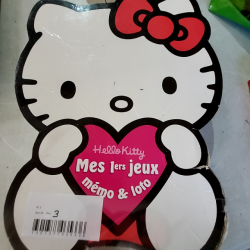 Hello Kitty
Mes 1ers jeux
mémo & loto
3